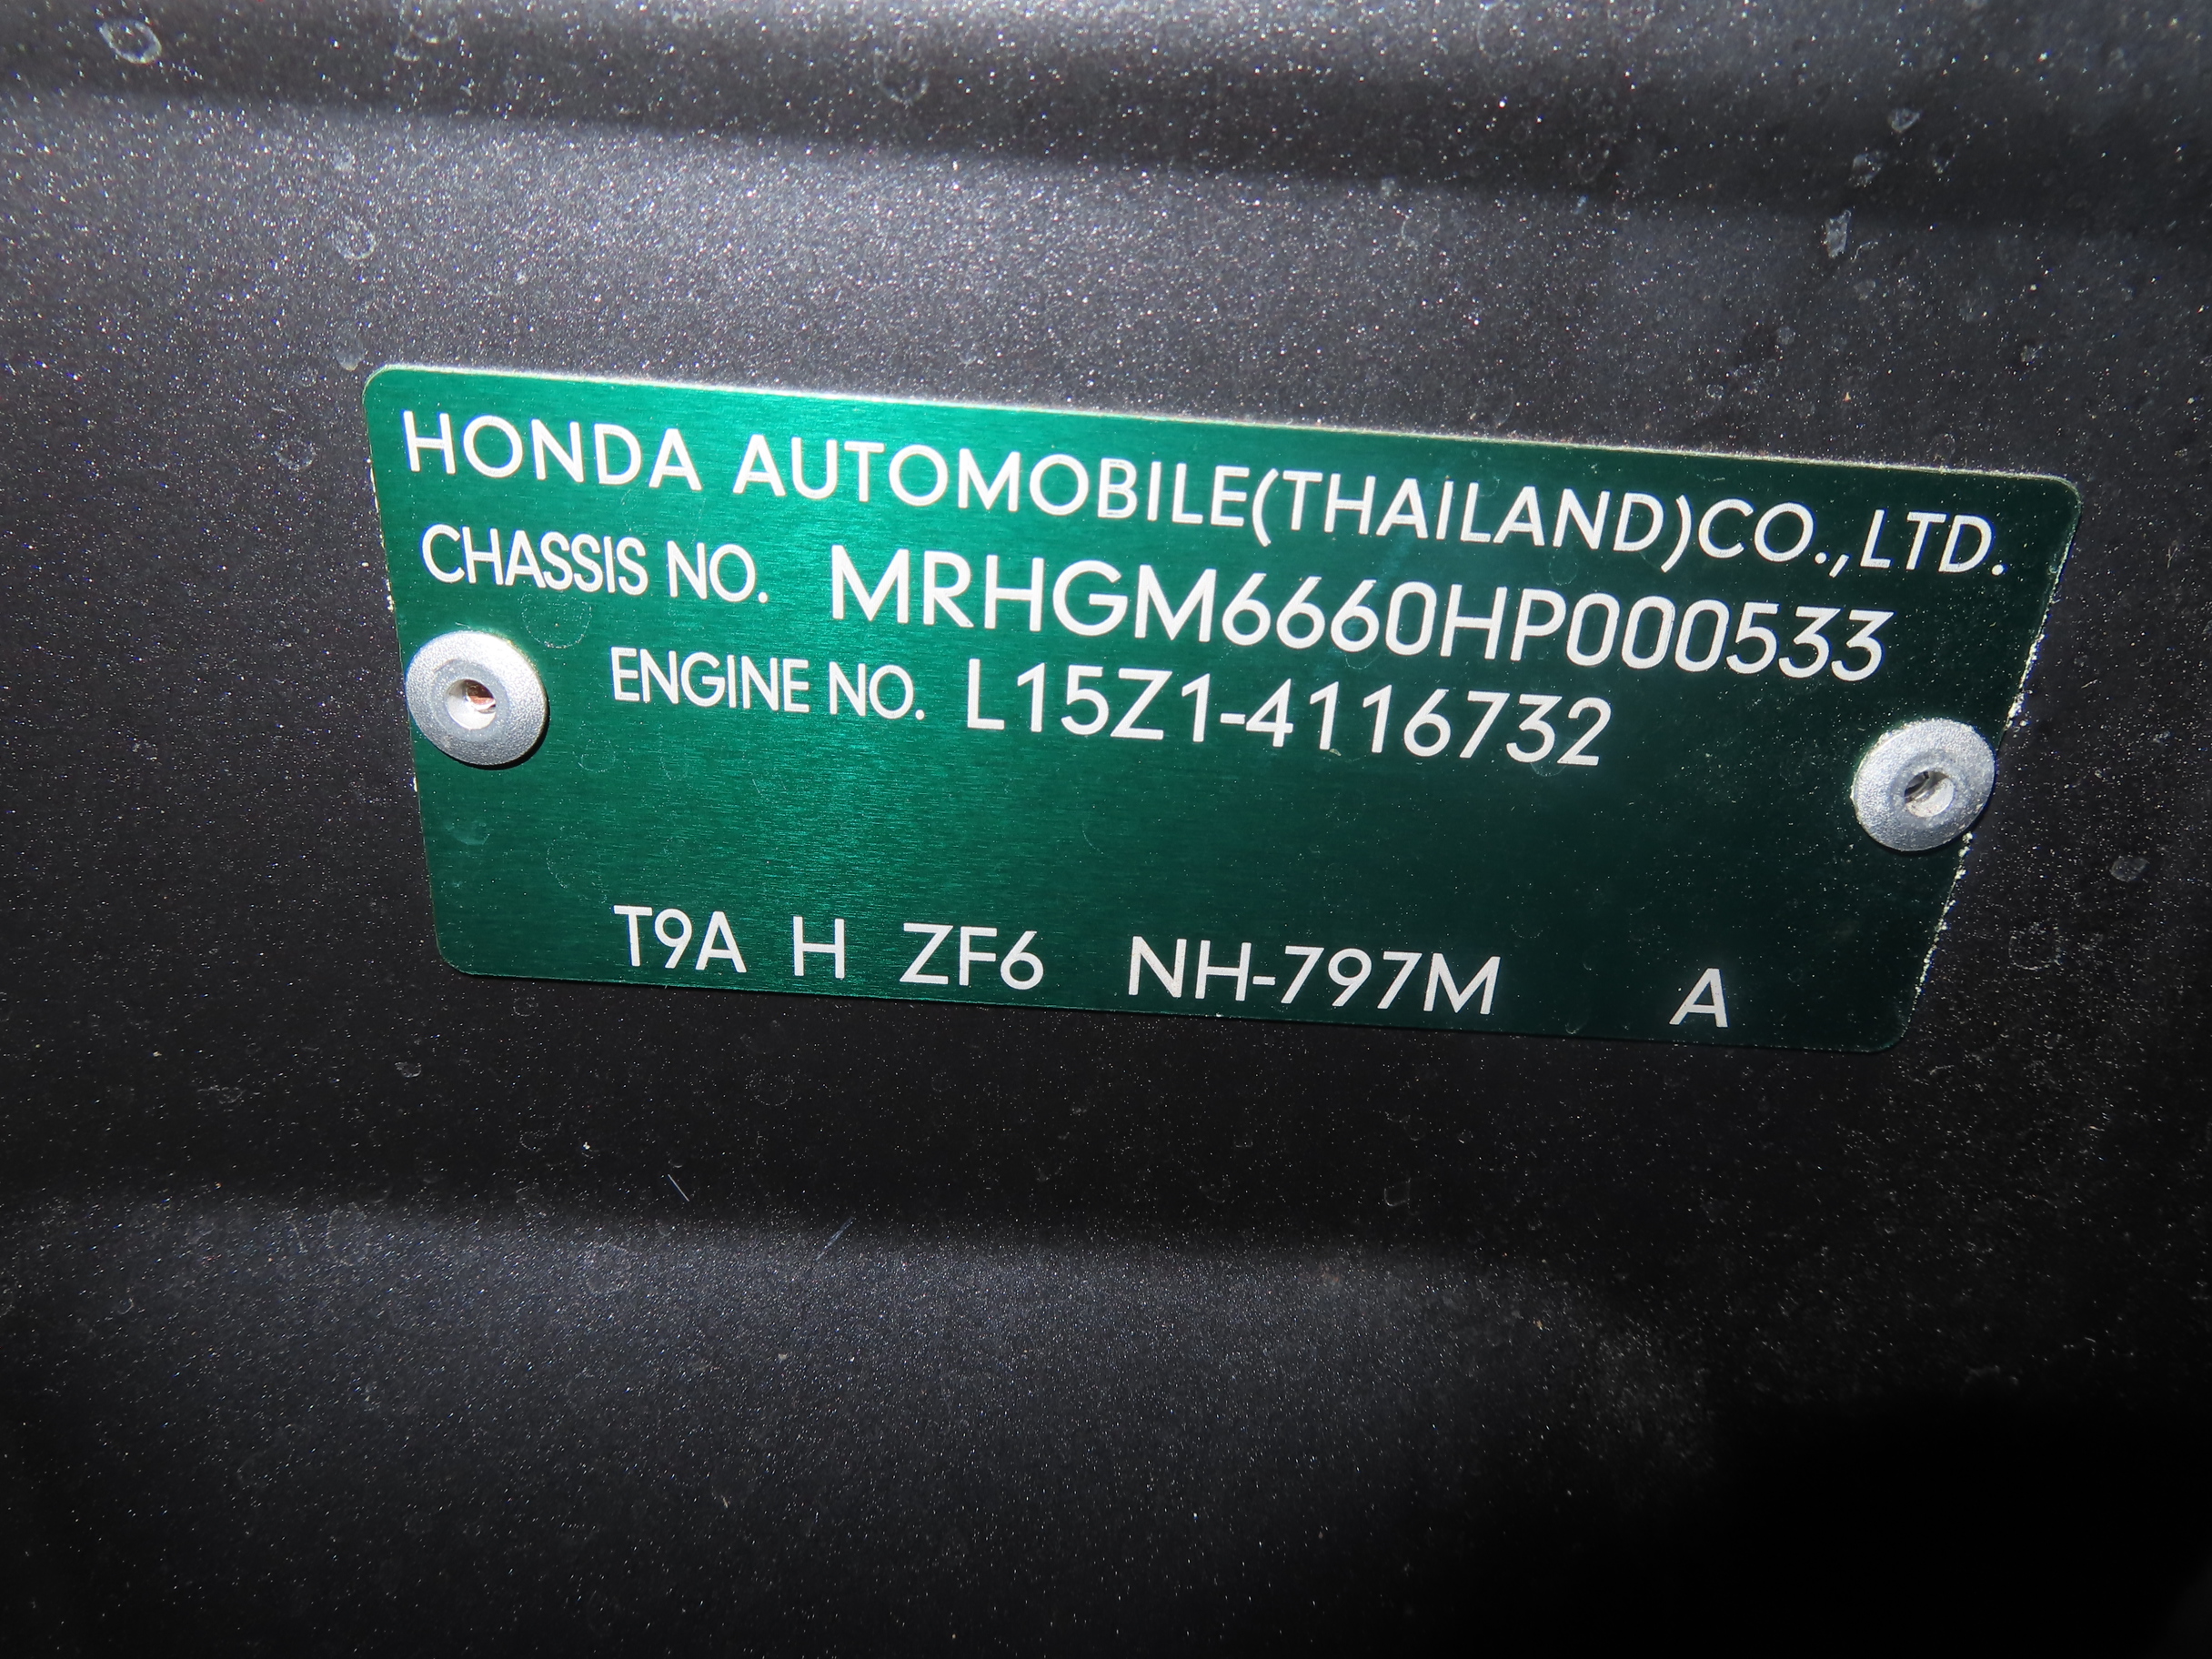 HONDA AUTOMOBILE(THAILAND)CO.,LTD.
CHASSIS NO. MRHGM6660HP000533
ENGINE NO. L15Z1-4116732
T9A H ZF6 NH-797M A